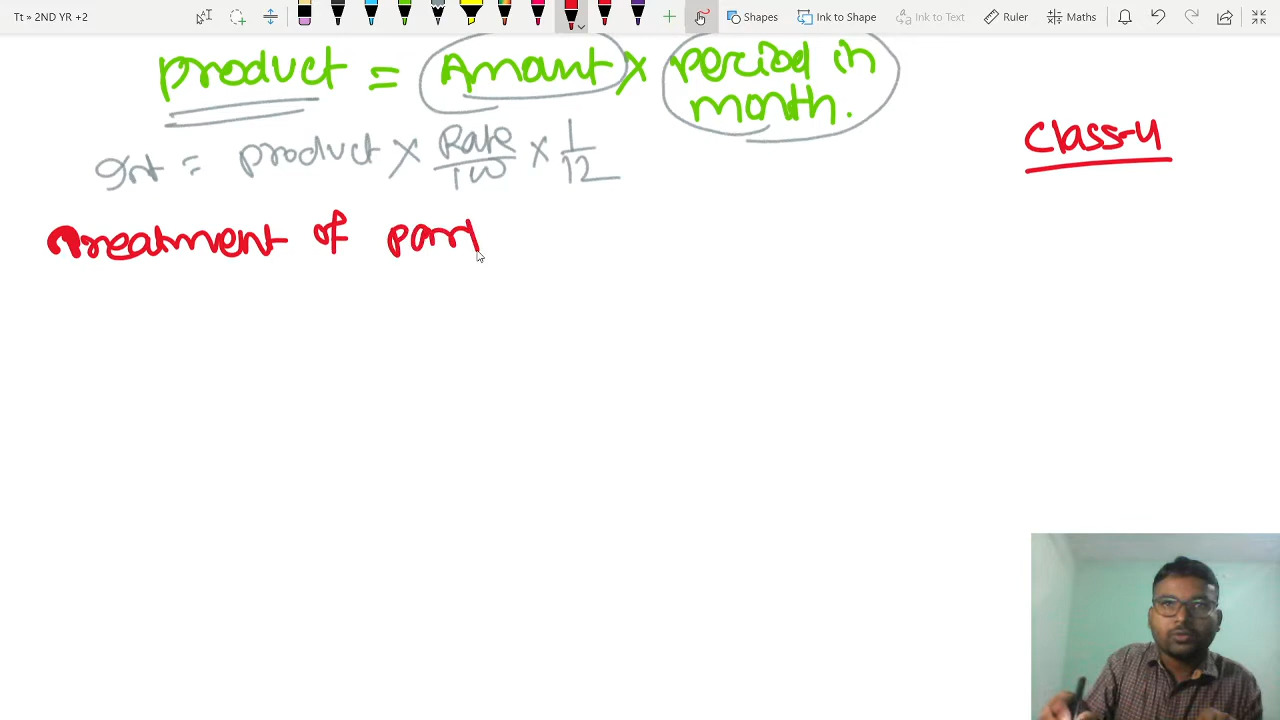 T: > 2ND YR +2
Shapes
Ink to Shape
Ink to Text
Ruler
Maths
product = Amount × period in month.
Int = product × Rate/100 × 1/12
Class-4
Treatment of part